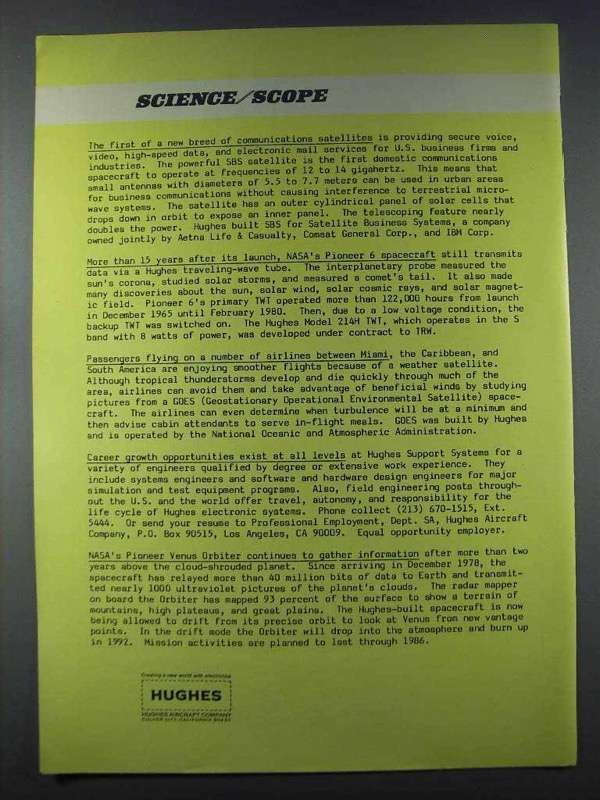 SCIENCE/SCOPE
The first of a new breed of communications satellites is providing secure voice,
video, high-speed data, and electronic mail services for U.S. business firms and
industries. The powerful SBS satellite is the first domestic communications
spacecraft to operate at frequencies of 12 to 14 gigahertz. This means that
small antennas with diameters of 5.5 to 7.7 meters can be used in urban areas
for business communications without causing interference to terrestrial micro-
wave systems. The satellite has an outer cylindrical panel of solar cells that
drops down in orbit to expose an inner panel. The telescoping feature nearly
doubles the power. Hughes built SBS for Satellite Business Systems, a company
owned jointly by Aetna Life & Casualty, Comsat General Corp., and IBM Corp.
More than 15 years after its launch, NASA's Pioneer 6 spacecraft still transmits
data via a Hughes traveling-wave tube. The interplanetary probe measured the
sun's corona, studied solar storms, and measured a comet's tail. It also made
many discoveries about the sun, solar wind, solar cosmic rays, and solar magnet-
ic field. Pioneer 6's primary TWT operated more than 122,000 hours from launch
in December 1965 until February 1980. Then, due to a low voltage condition, the
backup TWT was switched on. The Hughes Model 214H TWT, which operates in the S
band with 8 watts of power, was developed under contract to TRW.
Passengers flying on a number of airlines between Miami, the Caribbean, and
South America are enjoying smoother flights because of a weather satellite.
Although tropical thunderstorms develop and die quickly through much of the
area, airlines can avoid them and take advantage of beneficial winds by studying
pictures from a GOES (Geostationary Operational Environmental Satellite) space-
craft. The airlines can even determine when turbulence will be at a minimum and
then advise cabin attendants to serve in-flight meals. GOES was built by Hughes
and is operated by the National Oceanic and Atmospheric Administration.
Career growth opportunities exist at all levels at Hughes Support Systems for a
variety of engineers qualified by degree or extensive work experience. They
include systems engineers and software and hardware design engineers for major
simulation and test equipment programs. Also, field engineering posts through-
out the U.S. and the world offer travel, autonomy, and responsibility for the
life cycle of Hughes electronic systems. Phone collect (213) 670-1515, Ext.
5444. Or send your resume to Professional Employment, Dept. SA, Hughes Aircraft
Company, P.O. Box 90515, Los Angeles, CA 90009. Equal opportunity employer.
NASA's Pioneer Venus Orbiter continues to gather information after more than two
years above the cloud-shrouded planet. Since arriving in December 1978, the
spacecraft has relayed more than 40 million bits of data to Earth and transmit-
ted nearly 1000 ultraviolet pictures of the planet's clouds. The radar mapper
on board the Orbiter has mapped 93 percent of the surface to show a terrain of
mountains, high plateaus, and great plains. The Hughes-built spacecraft is now
being allowed to drift from its precise orbit to look at Venus from new vantage
points. In the drift mode the Orbiter will drop into the atmosphere and burn up
in 1992. Mission activities are planned to last through 1986.
Creating a new world with electronics
HUGHES
HUGHES AIRCRAFT COMPANY
CULVER CITY, CALIFORNIA 90230